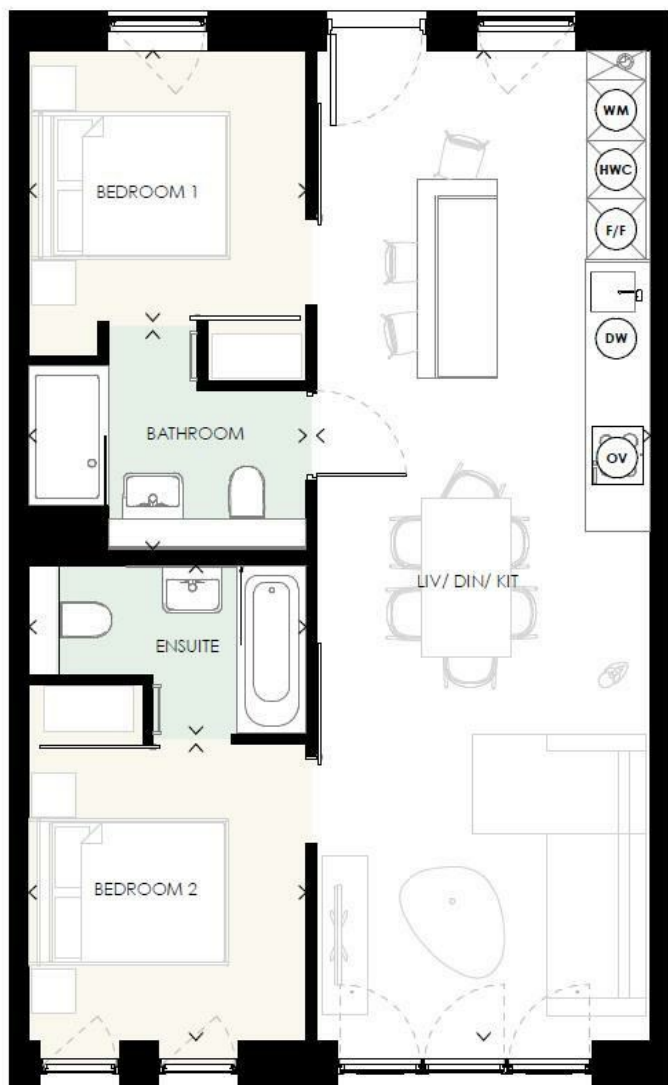 WM
BEDROOM 1
HWC
F/F
DW
BATHROOM
OV
LIV/ DIN/ KIT
ENSUITE
BEDROOM 2